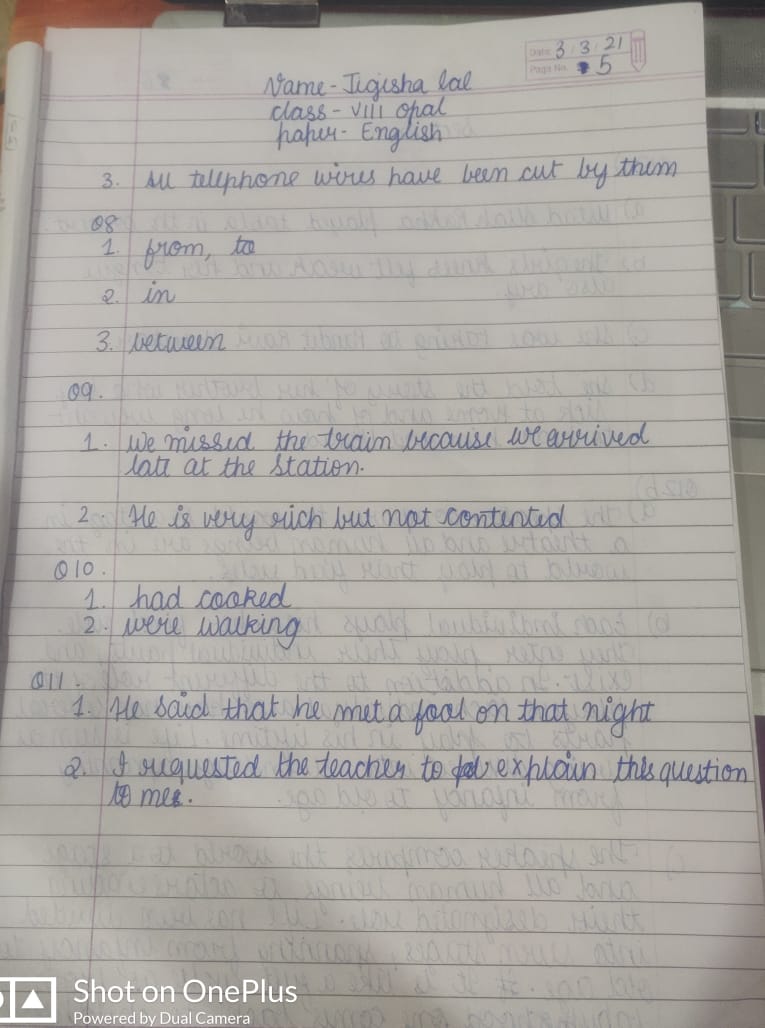 Date 3 3 21
Page No. 5
Name - Jigisha lal
class - VIII opal
paper - English
3. All telephone wires have been cut by them
Q8
1. from, to
2. in
3. between
Q9.
1. We missed the train because we arrived
late at the station.
2. He is very rich but not contented
Q10.
1. had cooked
2. were walking
Q11.
1. He said that he met a fool on that night
2. I requested the teacher to explain this question
to me.
Shot on OnePlus
Powered by Dual Camera